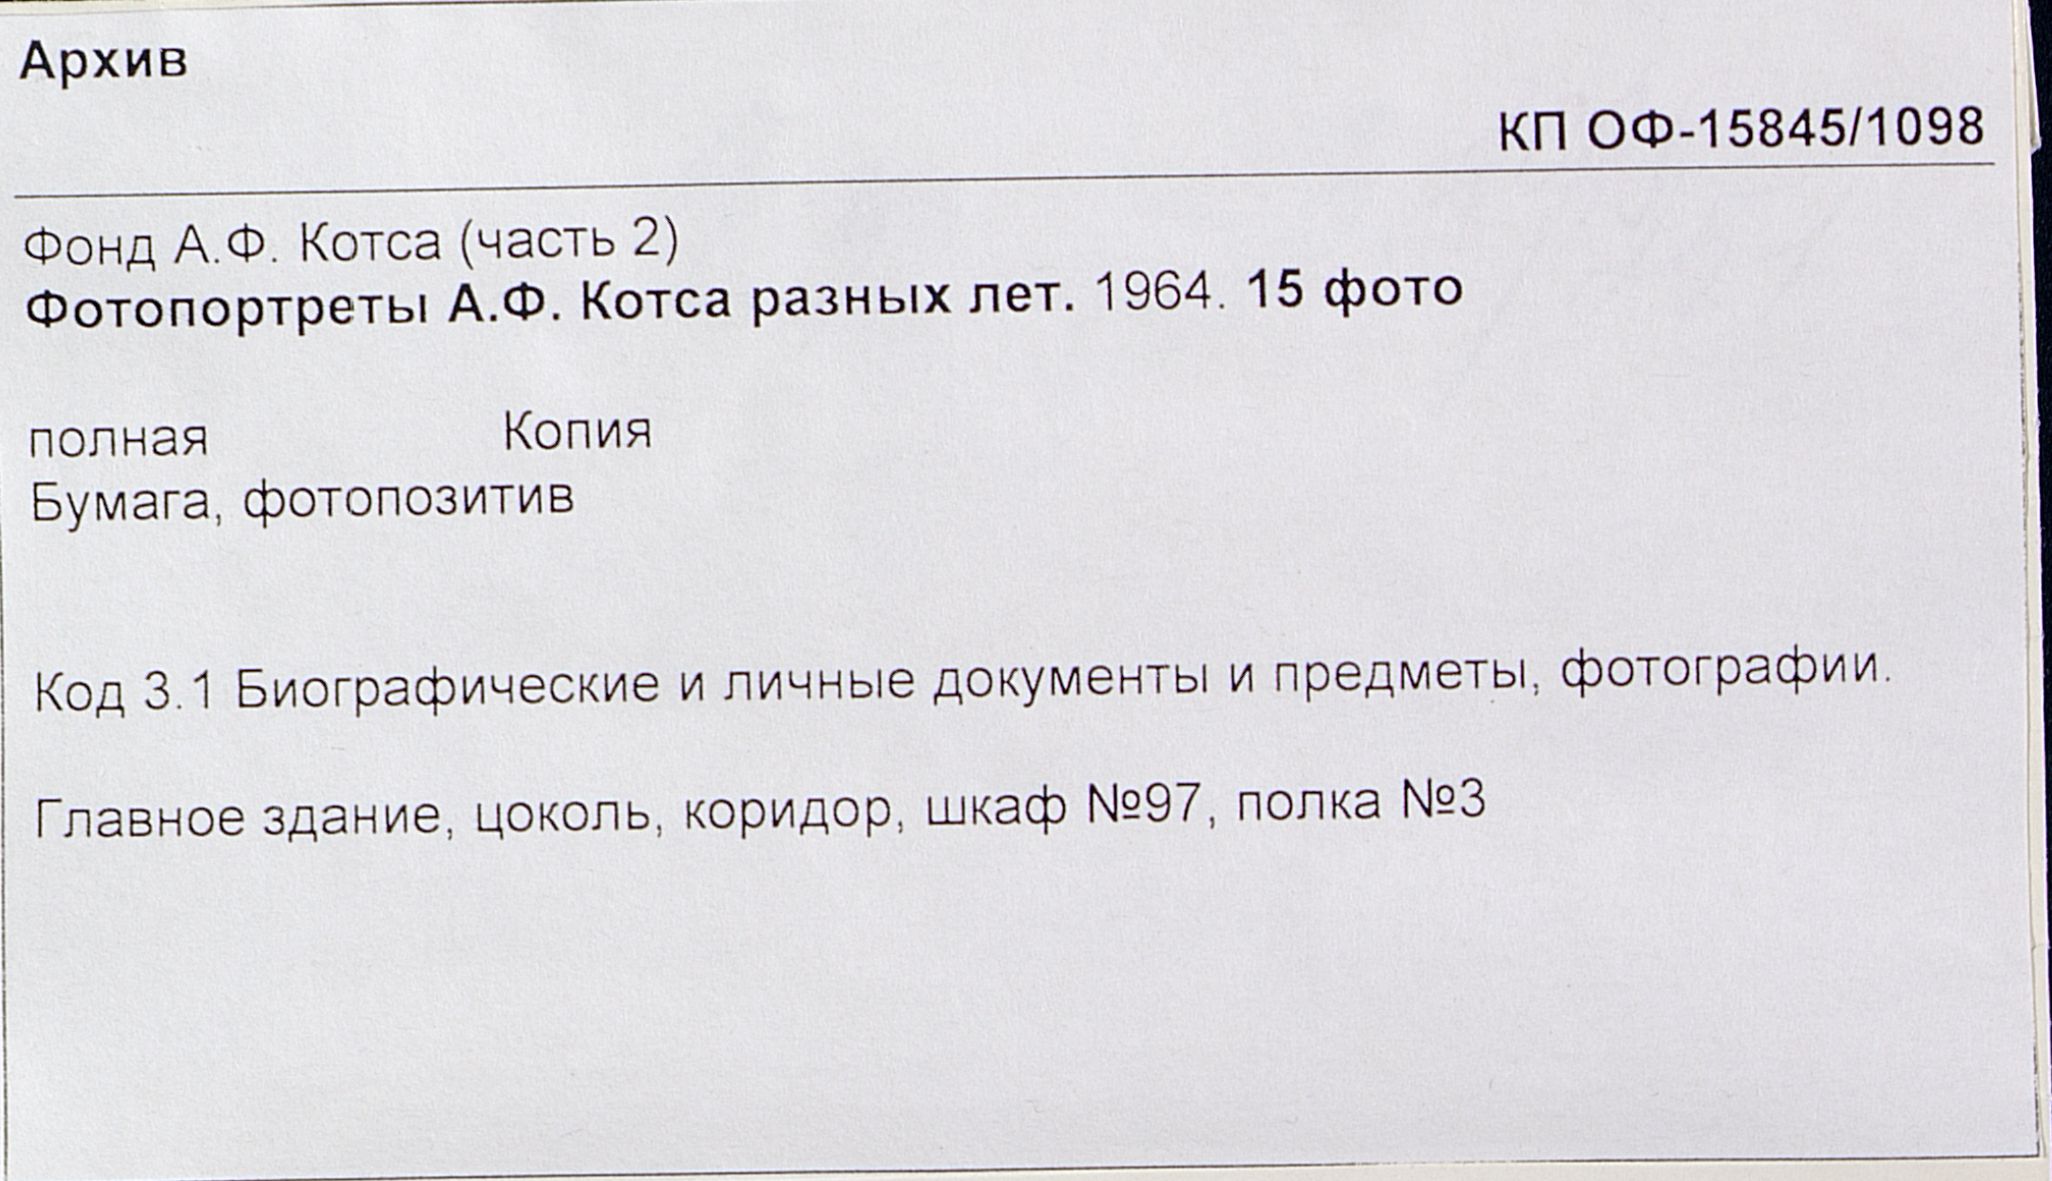 Архив
КП ОФ-15845/1098
Фонд А.Ф. Котса (часть 2)
Фотопортреты А.Ф. Котса разных лет. 1964. 15 фото
полная Копия
Бумага, фотопозитив
Код 3.1 Биографические и личные документы и предметы, фотографии.
Главное здание, цоколь, коридор, шкаф №97, полка №3